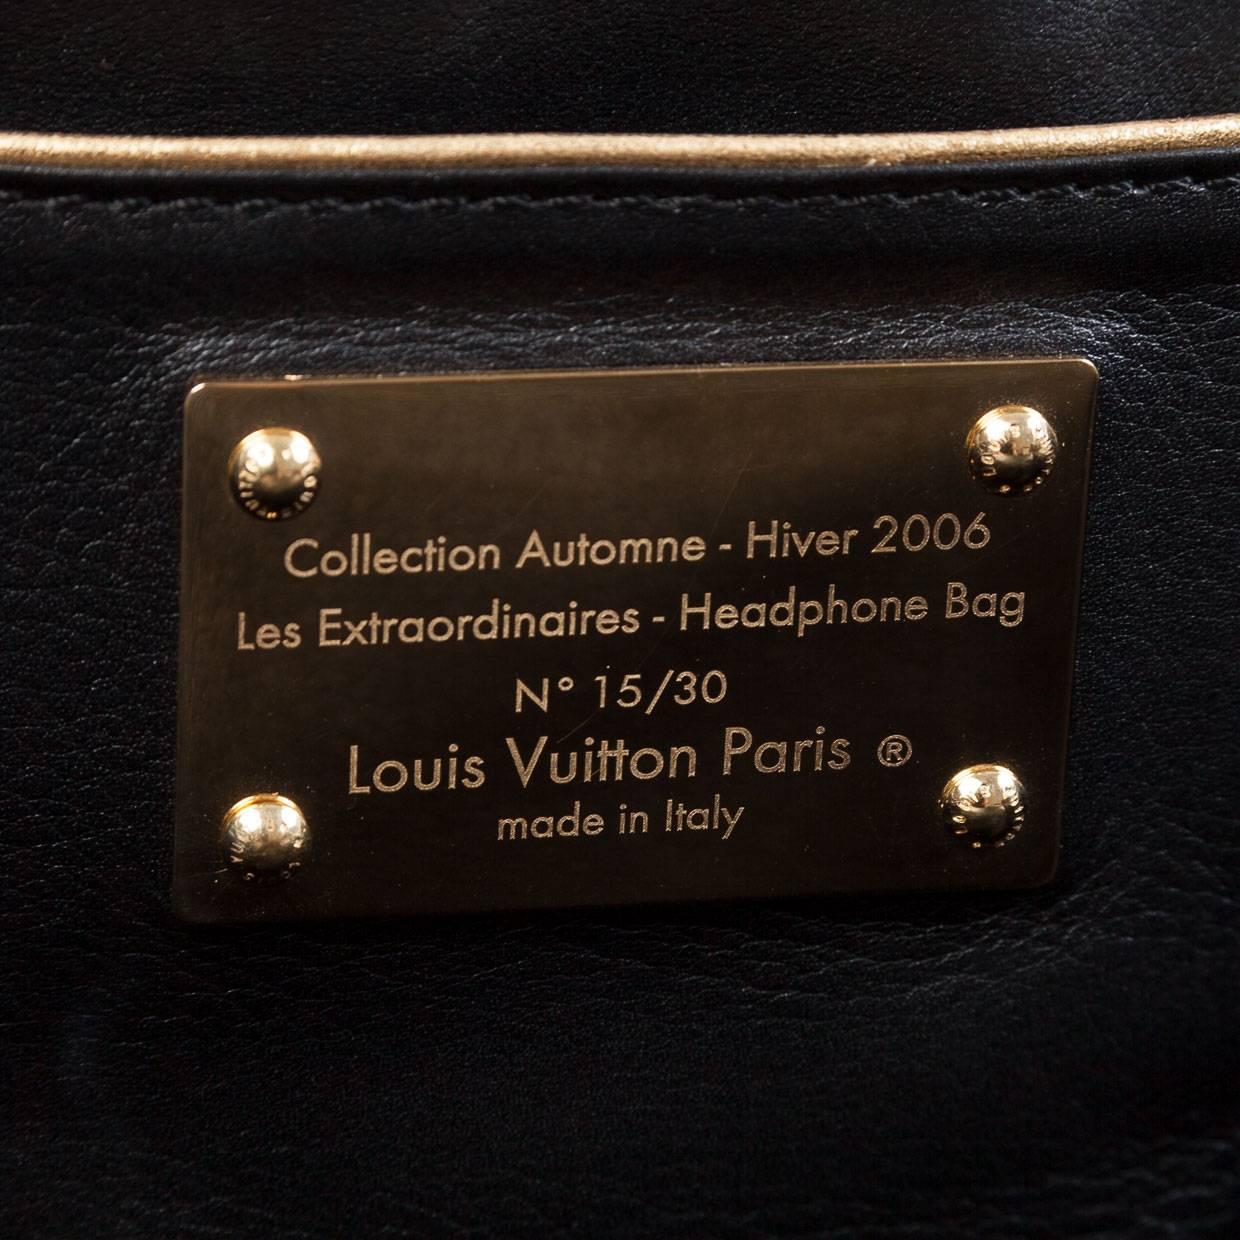 Collection Automne - Hiver 2006
Les Extraordinaires - Headphone Bag
N° 15/30
Louis Vuitton Paris ®
made in Italy